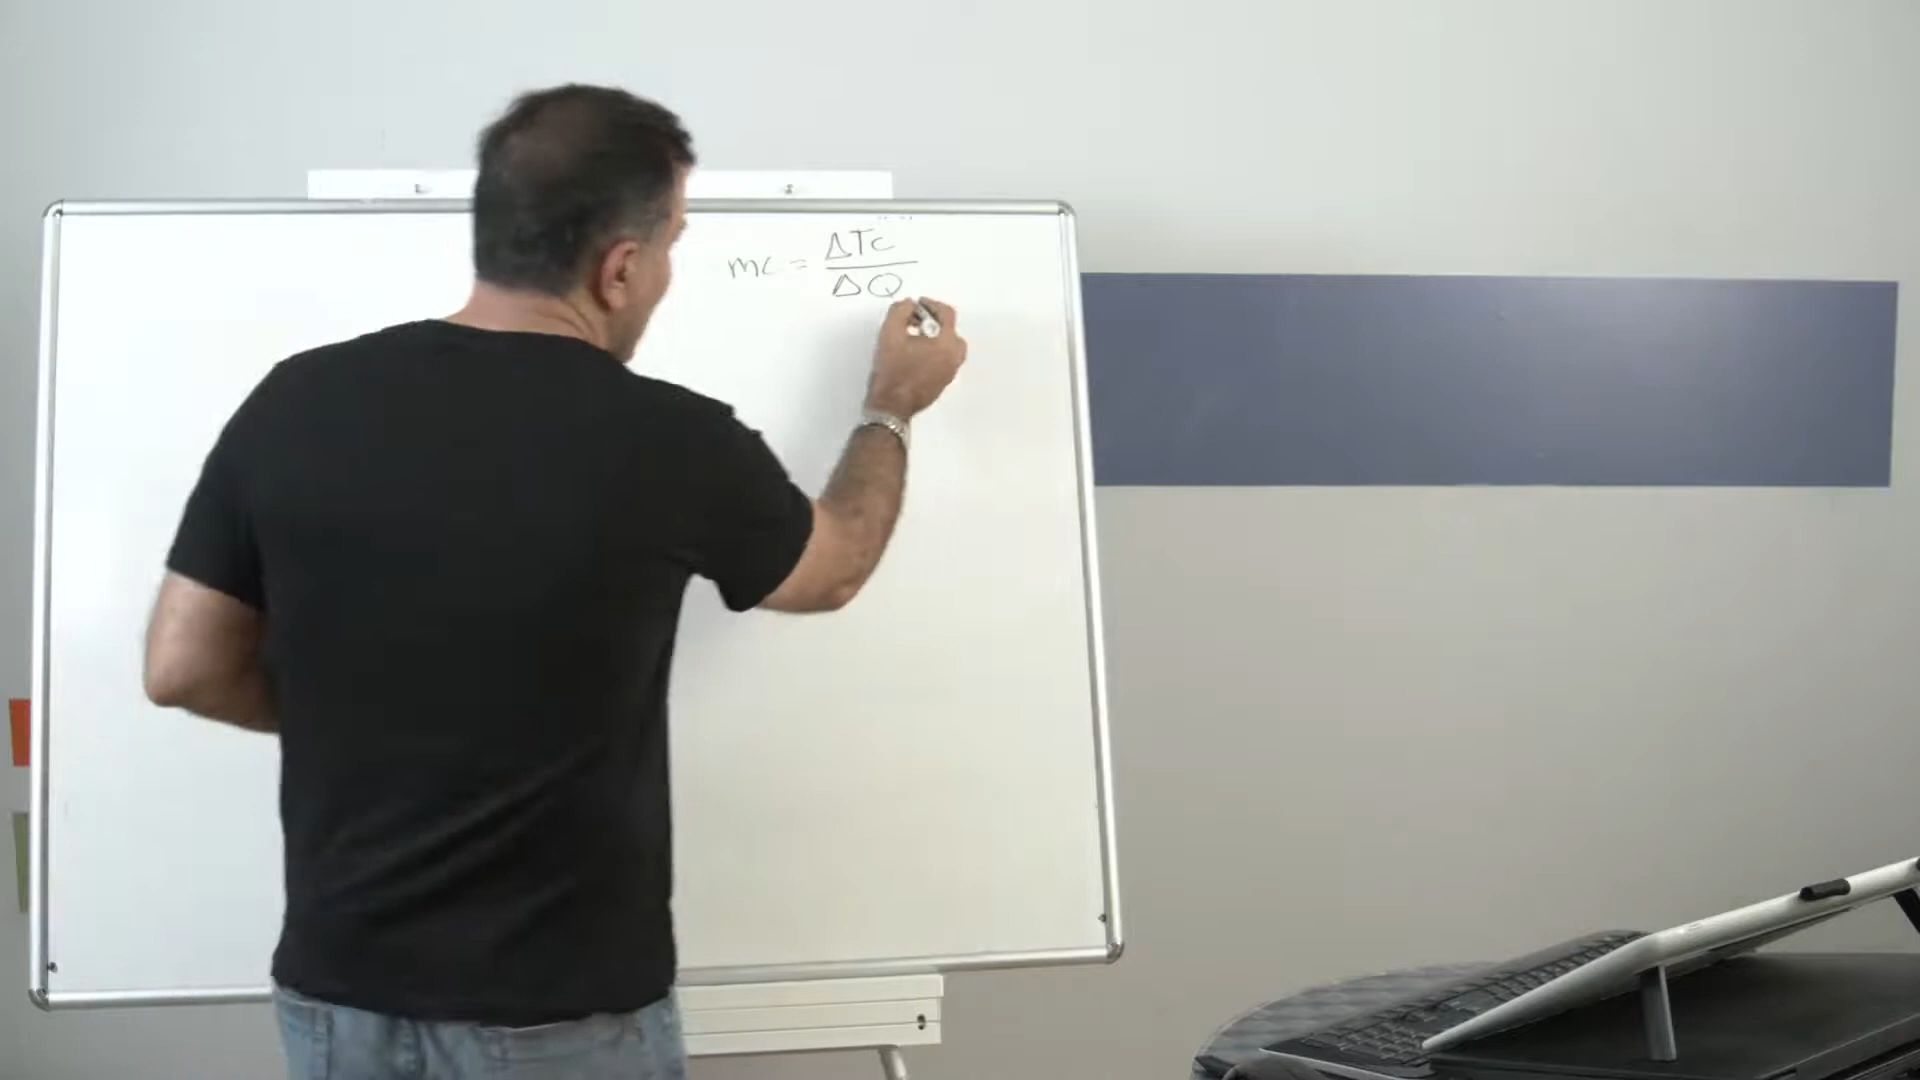 mc = ΔTc / ΔQ